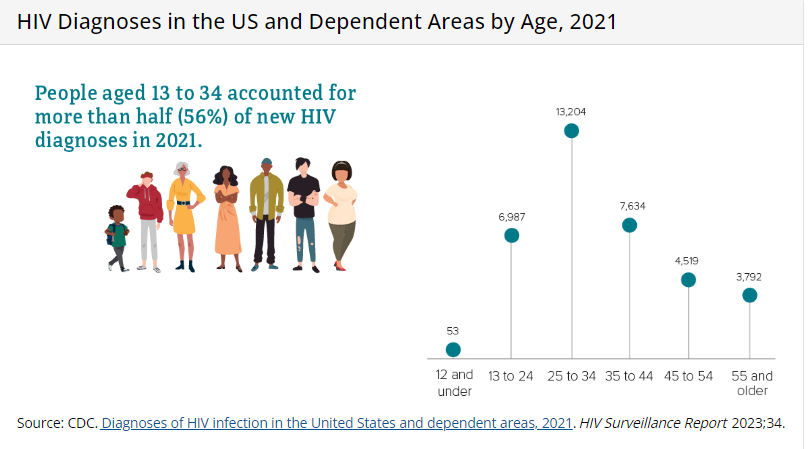 HIV Diagnoses in the US and Dependent Areas by Age, 2021
People aged 13 to 34 accounted for
more than half (56%) of new HIV
diagnoses in 2021.
13,204
6,987
7,634
4,519
3,792
53
12 and
under
13 to 24
25 to 34
35 to 44
45 to 54
55 and
older
Source: CDC. Diagnoses of HIV infection in the United States and dependent areas, 2021. HIV Surveillance Report 2023;34.